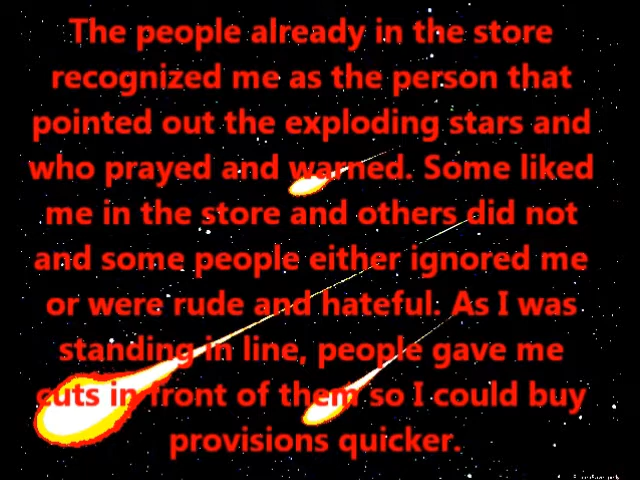 The people already in the store
recognized me as the person that
pointed out the exploding stars and
who prayed and warned. Some liked
me in the store and others did not
and some people either ignored me
or were rude and hateful. As I was
standing in line, people gave me
cuts in front of them so I could buy
provisions quicker.